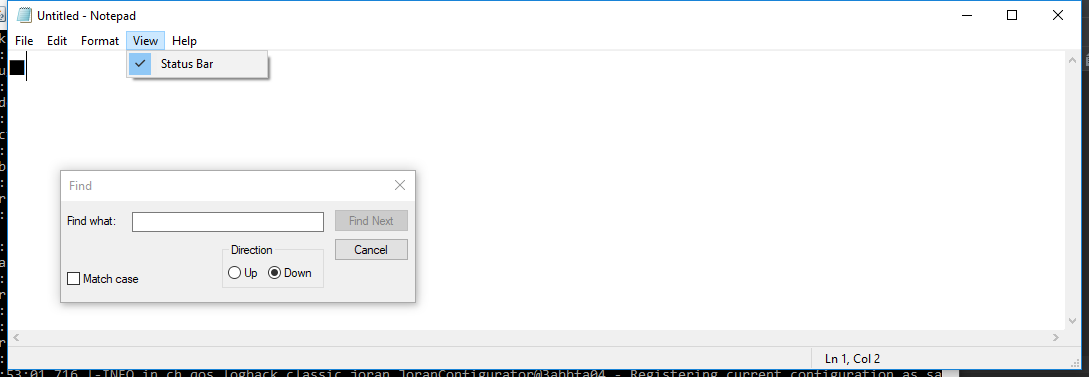 Untitled - Notepad
File Edit Format View Help
Status Bar
Find
Find what: Find Next
Direction Cancel
Up Down
Match case
Ln 1, Col 2
:53:01,716 |-INFO in ch.qos.logback.classic.joran.JoranConfigurator@3abbfa04 - Registering current configuration as sa